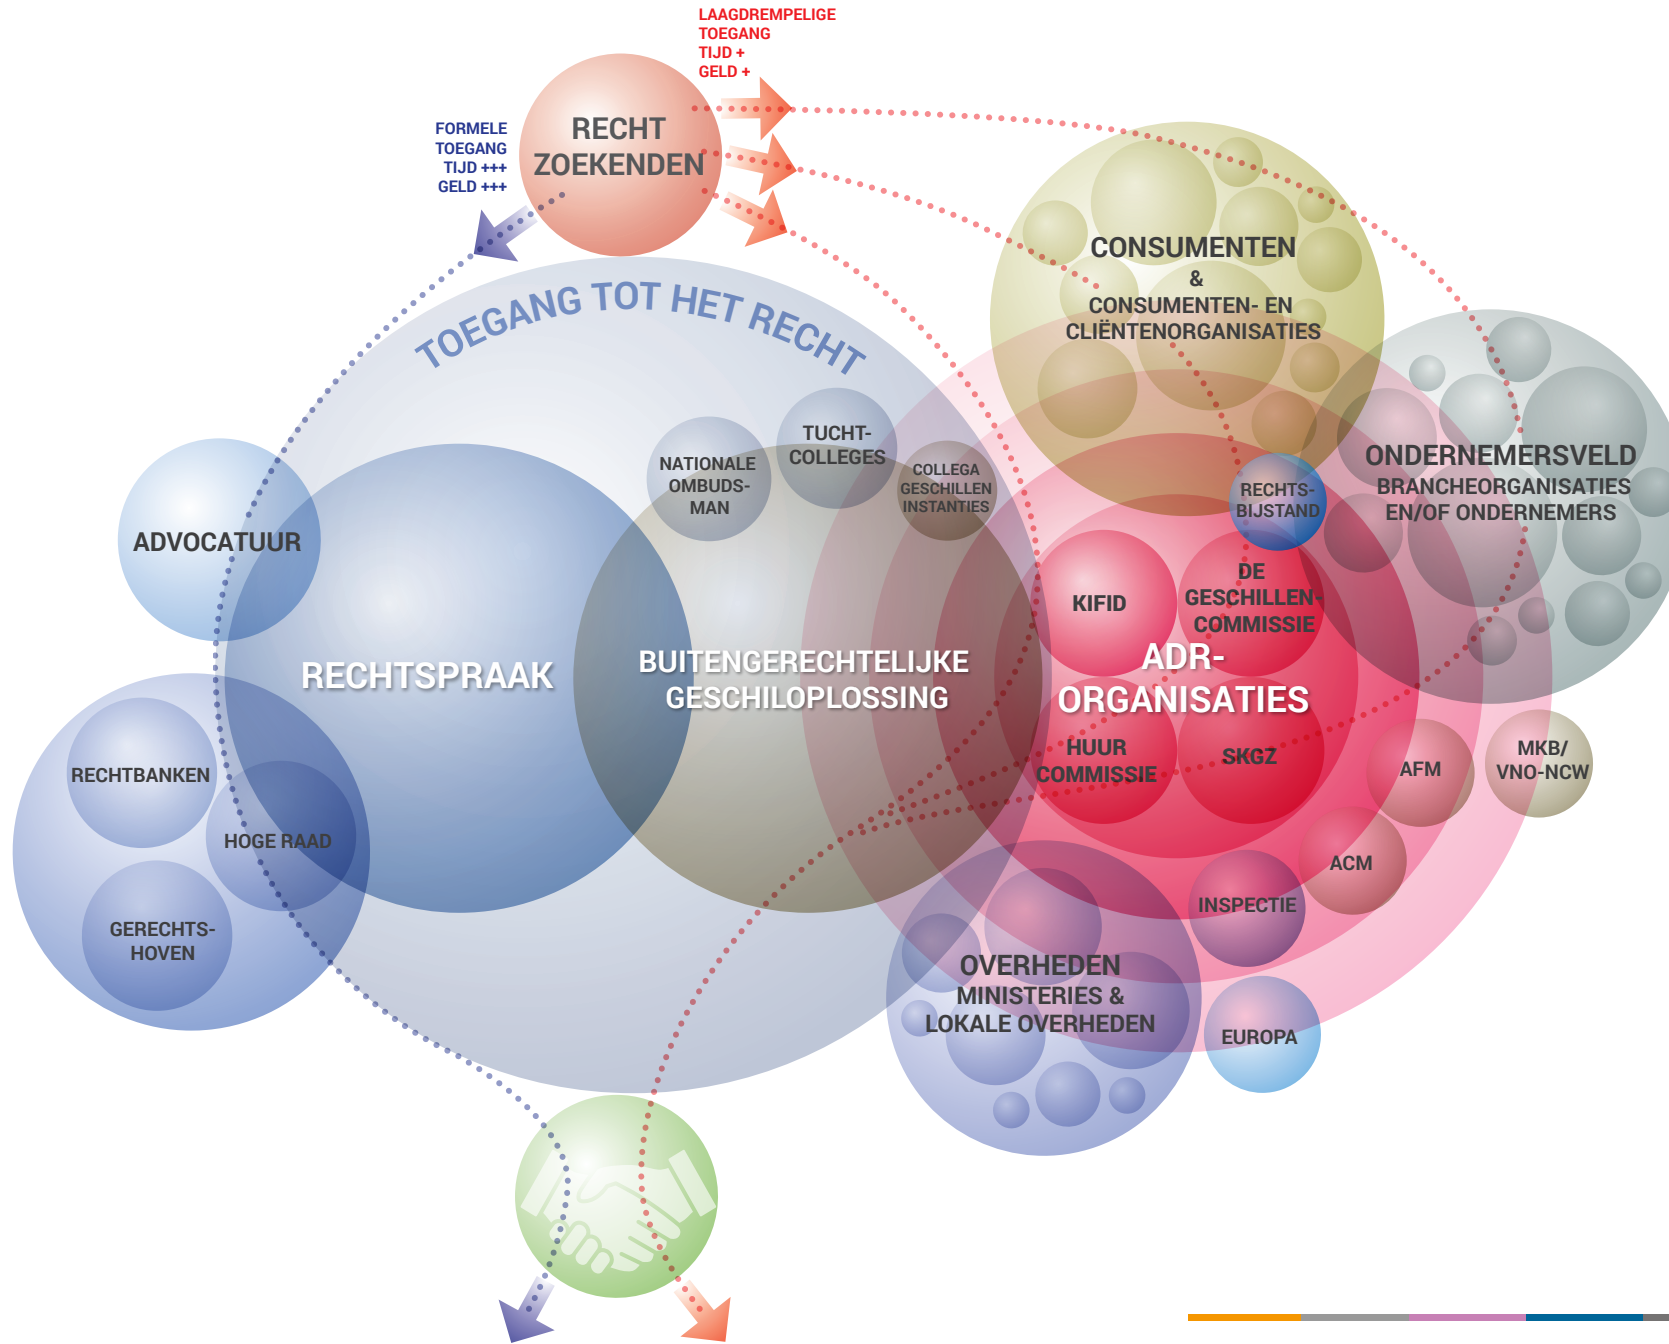 LAAGDREMPELIGE
TOEGANG
TIJD +
GELD +
FORMELE
TOEGANG
TIJD +++
GELD +++
RECHT
ZOEKENDEN
TOEGANG TOT HET RECHT
CONSUMENTEN
&
CONSUMENTEN- EN
CLIËNTENORGANISATIES
ONDERNEMERSVELD
BRANCHEORGANISATIES
EN/OF ONDERNEMERS
NATIONALE
OMBUDS-
MAN
TUCHT-
COLLEGES
COLLEGA
GESCHILLEN
INSTANTIES
RECHTS-
BIJSTAND
ADVOCATUUR
RECHTSPRAAK
BUITENGERECHTELIJKE
GESCHILOPLOSSING
KIFID
DE
GESCHILLEN-
COMMISSIE
ADR-
ORGANISATIES
HUUR
COMMISSIE
SKGZ
AFM
MKB/
VNO-NCW
ACM
INSPECTIE
EUROPA
RECHTBANKEN
HOGE RAAD
GERECHTS-
HOVEN
OVERHEDEN
MINISTERIES &
LOKALE OVERHEDEN